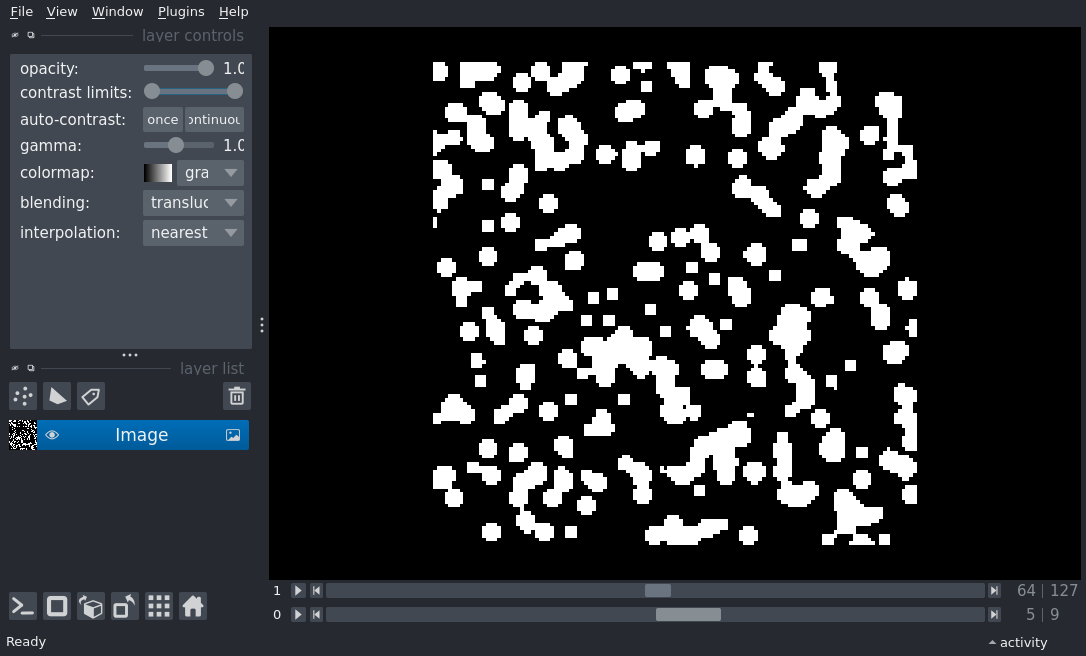 File View Window Plugins Help
layer controls
opacity: 1.0
contrast limits:
auto-contrast: once ontinuou
gamma: 1.0
colormap: gra
blending: transluc
interpolation: nearest
layer list
Image
1 64 127
0 5 9
Ready activity